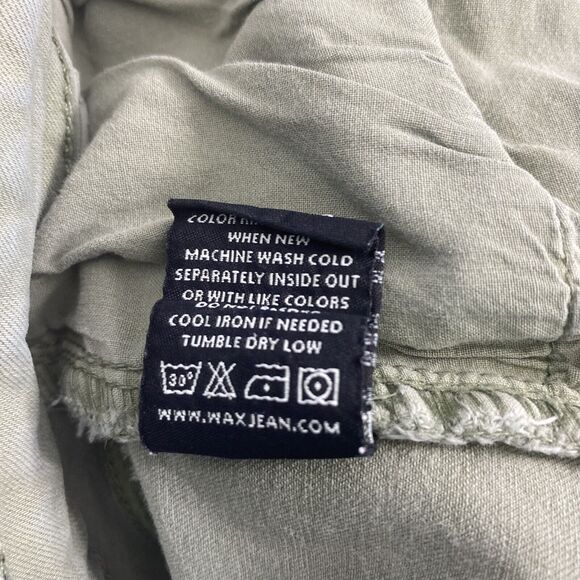 COLOR
WHEN NEW
MACHINE WASH COLD
SEPARATELY INSIDE OUT
OR WITH LIKE COLORS
COOL IRON IF NEEDED
TUMBLE DRY LOW
30°
WWW.WAXJEAN.COM